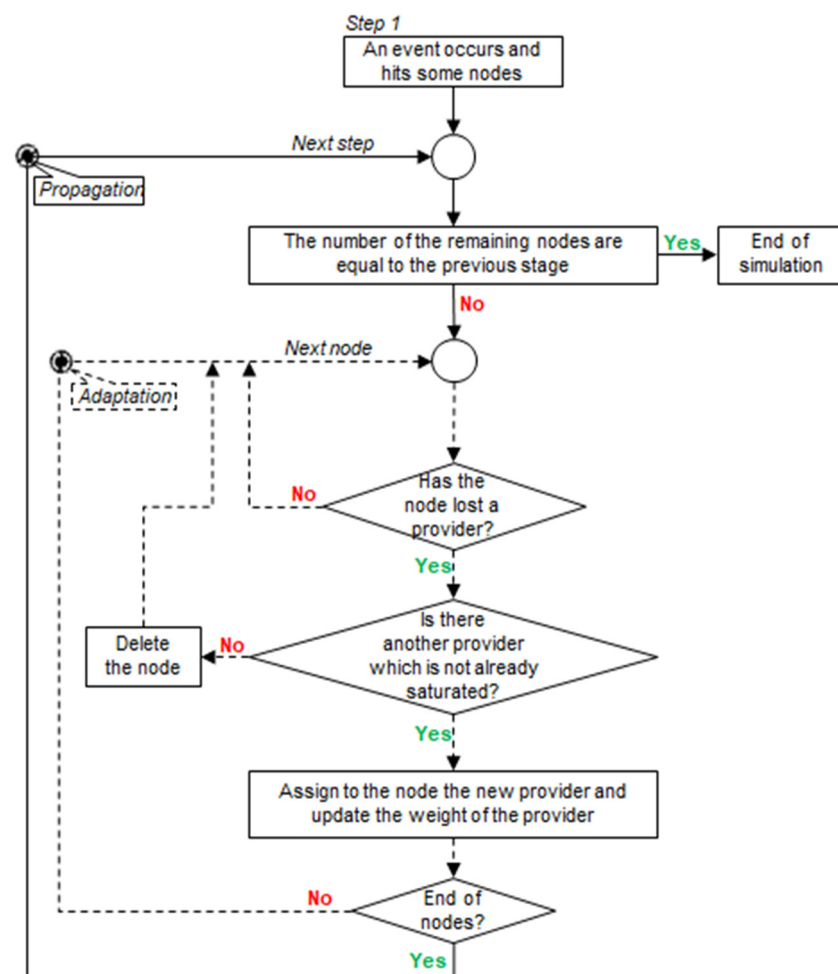 Step 1
An event occurs and
hits some nodes
Next step
Propagation
The number of the remaining nodes are
equal to the previous stage
Yes
End of
simulation
No
Next node
Adaptation
Has the
node lost a
provider?
No
Yes
Is there
another provider
which is not already
saturated?
No
Delete
the node
Yes
Assign to the node the new provider and
update the weight of the provider
End of
nodes?
No
Yes